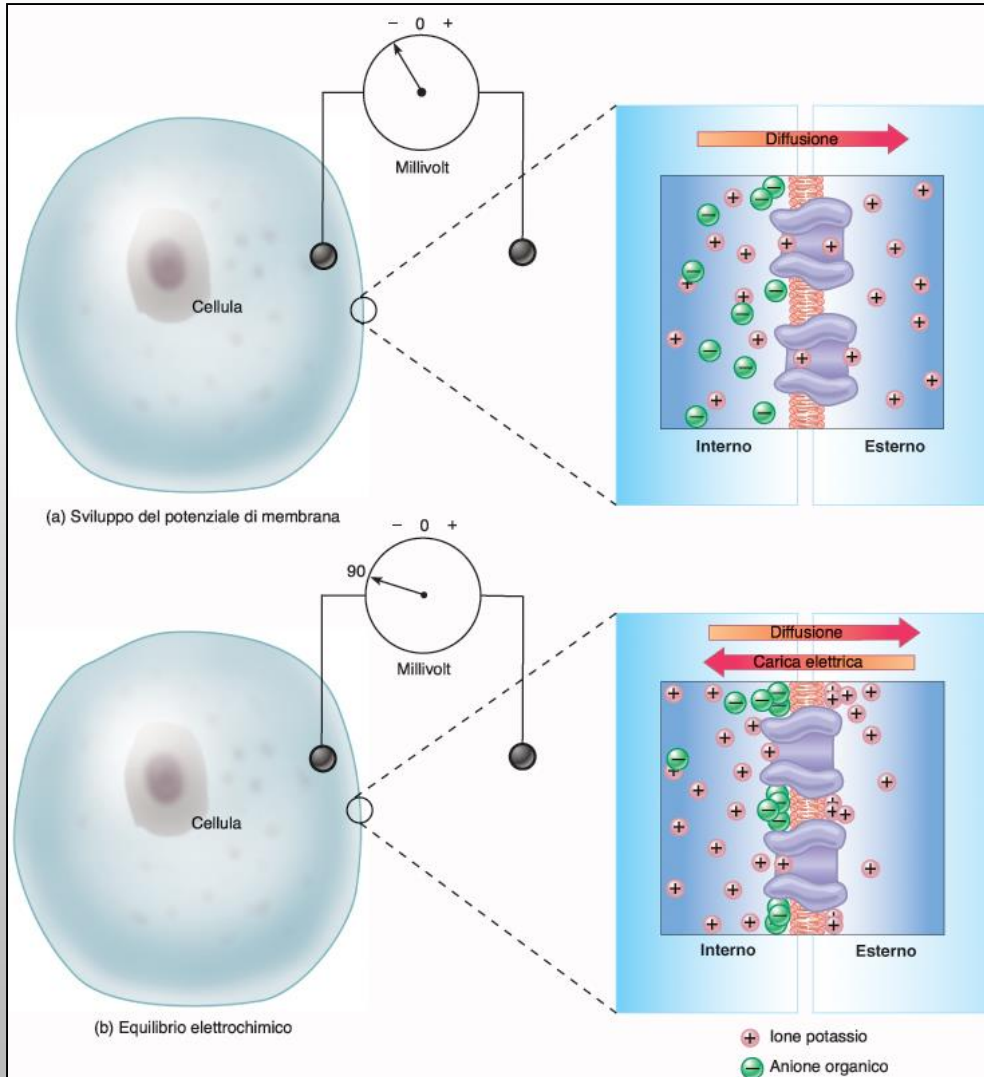 − 0 +
Millivolt
Diffusione
Cellula
Interno Esterno
(a) Sviluppo del potenziale di membrana
− 0 +
90
Millivolt
Diffusione
Carica elettrica
Cellula
Interno Esterno
(b) Equilibrio elettrochimico
+ Ione potassio
− Anione organico